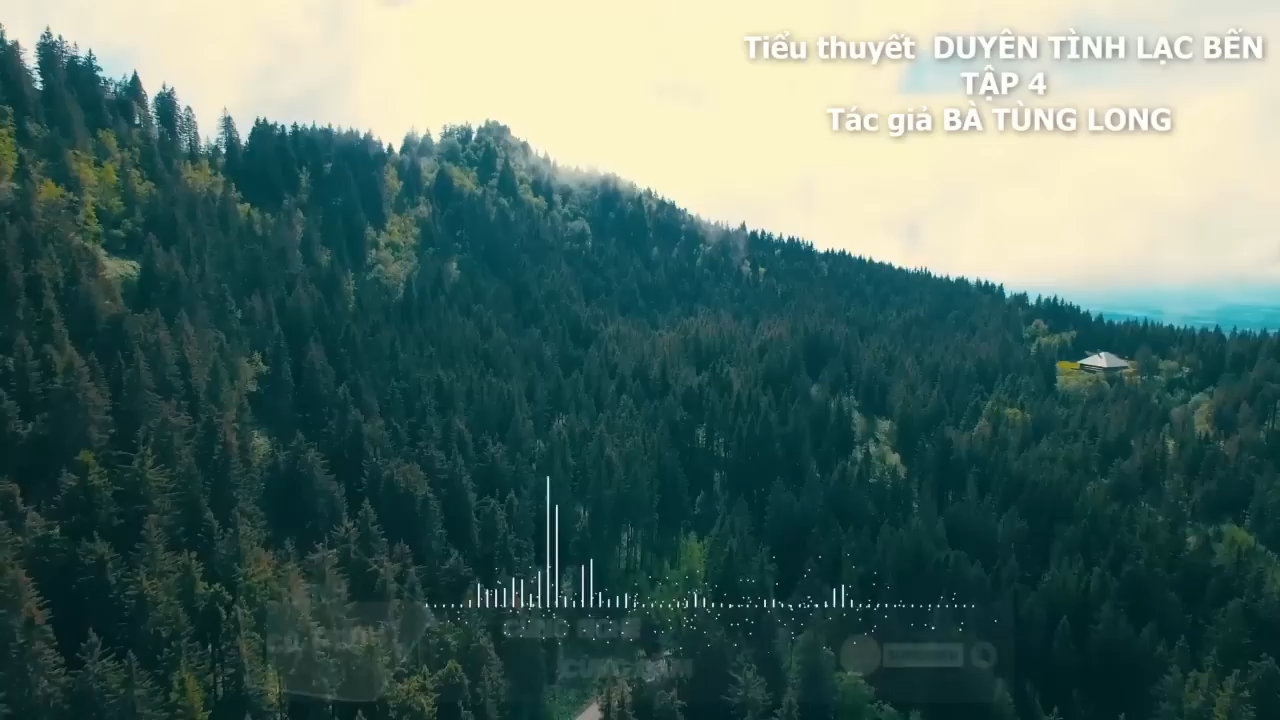 Tiểu thuyết DUYÊN TÌNH LẠC BẾN
TẬP 4
Tác giả BÀ TÙNG LONG